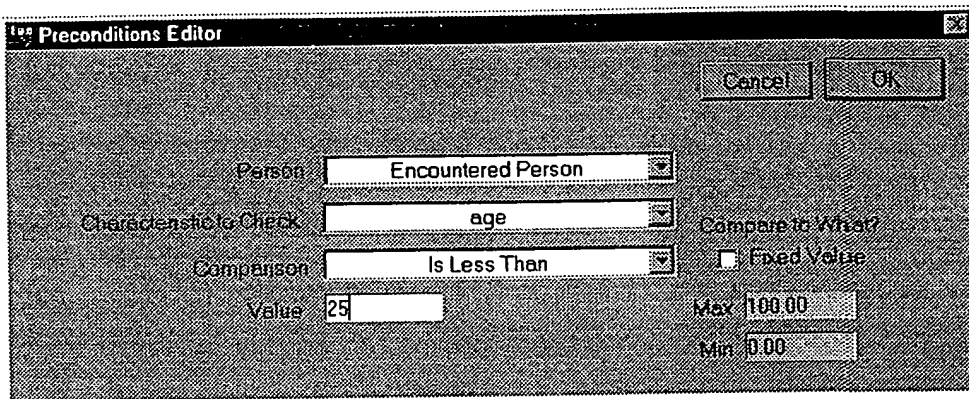 Preconditions Editor
Cancel OK
Person Encountered Person
Characteristic to Check age
Compare to What?
Comparison Is Less Than
Fixed Value
Value 25
Max 100.00
Min 0.00